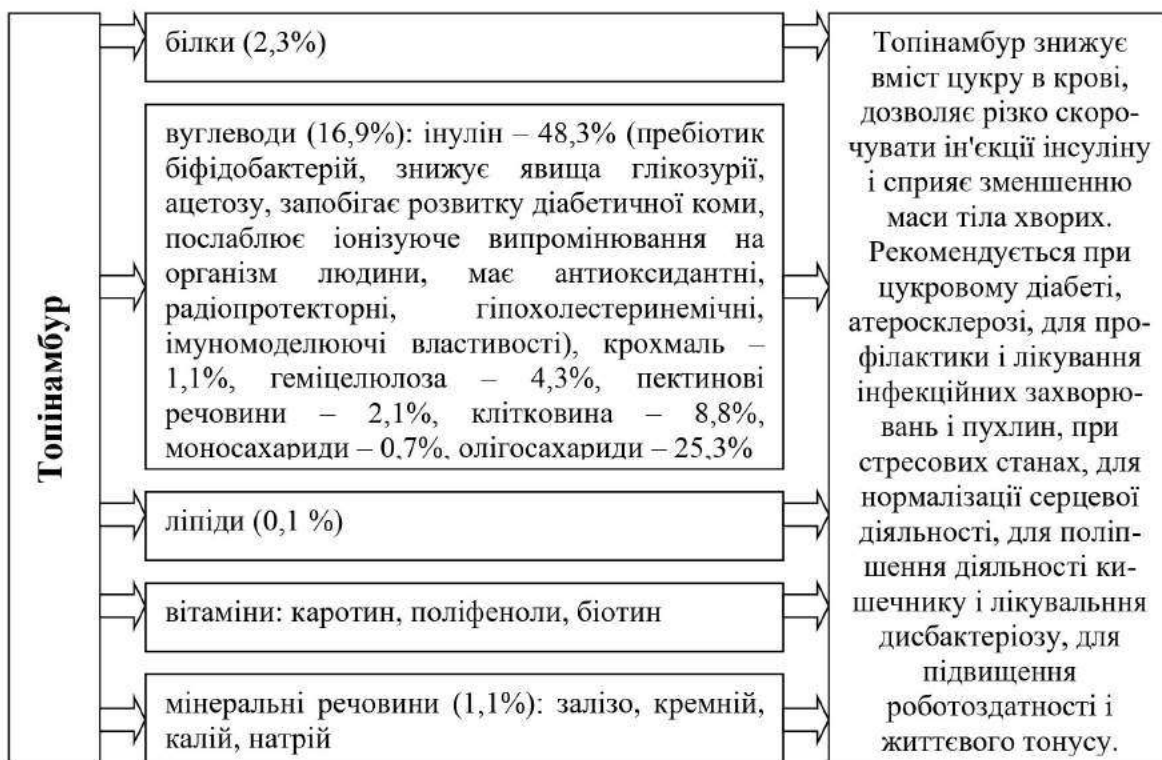 Топінамбур
білки (2,3%)
вуглеводи (16,9%): інулін – 48,3% (пребіотик
біфідобактерій, знижує явища глікозурії,
ацетозу, запобігає розвитку діабетичної коми,
послаблює іонізуюче випромінювання на
організм людини, має антиоксидантні,
радіопротекторні, гіпохолестеринемічні,
імуномоделюючі властивості), крохмаль –
1,1%, геміцелюлоза – 4,3%, пектинові
речовини – 2,1%, клітковина – 8,8%,
моносахариди – 0,7%, олігосахариди – 25,3%
ліпіди (0,1 %)
вітаміни: каротин, поліфеноли, біотин
мінеральні речовини (1,1%): залізо, кремній,
калій, натрій
Топінамбур знижує
вміст цукру в крові,
дозволяє різко скоро-
чувати ін'єкції інсуліну
і сприяє зменшенню
маси тіла хворих.
Рекомендується при
цукровому діабеті,
атеросклерозі, для про-
філактики і лікування
інфекційних захворю-
вань і пухлин, при
стресових станах, для
нормалізації серцевої
діяльності, для поліп-
шення діяльності ки-
шечнику і лікувальння
дисбактеріозу, для
підвищення
роботоздатності і
життєвого тонусу.